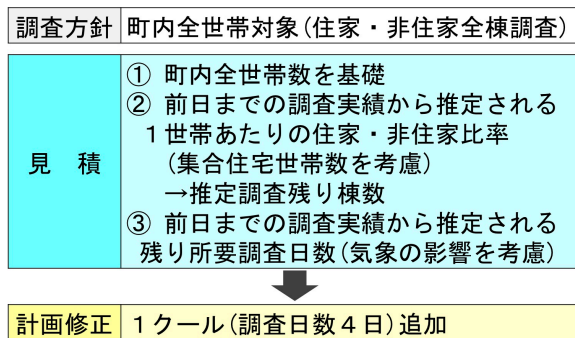 調査方針 町内全世帯対象(住家・非住家全棟調査)
見 積
① 町内全世帯数を基礎
② 前日までの調査実績から推定される
1世帯あたりの住家・非住家比率
(集合住宅世帯数を考慮)
→推定調査残り棟数
③ 前日までの調査実績から推定される
残り所要調査日数(気象の影響を考慮)
計画修正 1クール(調査日数4日)追加